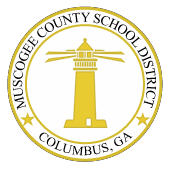 MUSCOGEE COUNTY SCHOOL DISTRICT
COLUMBUS, GA